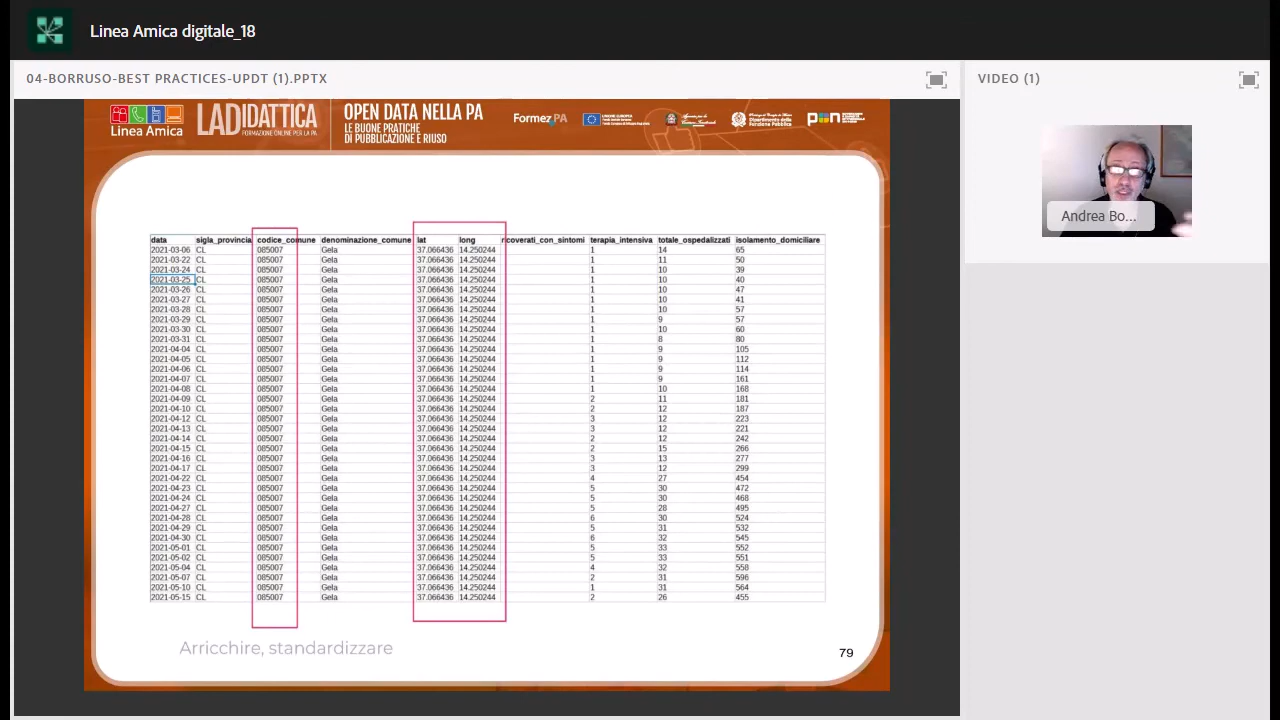 Linea Amica digitale_18
04-BORRUSO-BEST PRACTICES-UPDT (1).PPTX
VIDEO (1)
Linea Amica
LADIDATTICA
FORMAZIONE ONLINE PER LA PA
OPEN DATA NELLA PA
LE BUONE PRATICHE
DI PUBBLICAZIONE E RIUSO
FormezPA
pon
Andrea Bo...
data sigla_provincia codice_comune denominazione_comune lat long ricoverati_con_sintomi terapia_intensiva totale_ospedalizzati isolamento_domiciliare
2021-03-06 CL 085007 Gela 37.066436 14.250244 1 14 65
2021-03-22 CL 085007 Gela 37.066436 14.250244 1 11 50
2021-03-24 CL 085007 Gela 37.066436 14.250244 1 10 39
2021-03-25 CL 085007 Gela 37.066436 14.250244 1 10 40
2021-03-26 CL 085007 Gela 37.066436 14.250244 1 10 47
2021-03-27 CL 085007 Gela 37.066436 14.250244 1 10 41
2021-03-28 CL 085007 Gela 37.066436 14.250244 1 10 57
2021-03-29 CL 085007 Gela 37.066436 14.250244 1 9 57
2021-03-30 CL 085007 Gela 37.066436 14.250244 1 10 60
2021-03-31 CL 085007 Gela 37.066436 14.250244 1 8 80
2021-04-04 CL 085007 Gela 37.066436 14.250244 1 9 105
2021-04-05 CL 085007 Gela 37.066436 14.250244 1 9 112
2021-04-06 CL 085007 Gela 37.066436 14.250244 1 9 114
2021-04-07 CL 085007 Gela 37.066436 14.250244 1 9 161
2021-04-08 CL 085007 Gela 37.066436 14.250244 1 10 168
2021-04-09 CL 085007 Gela 37.066436 14.250244 2 11 181
2021-04-10 CL 085007 Gela 37.066436 14.250244 2 12 187
2021-04-12 CL 085007 Gela 37.066436 14.250244 3 12 223
2021-04-13 CL 085007 Gela 37.066436 14.250244 3 12 221
2021-04-14 CL 085007 Gela 37.066436 14.250244 2 12 242
2021-04-15 CL 085007 Gela 37.066436 14.250244 2 15 266
2021-04-16 CL 085007 Gela 37.066436 14.250244 3 13 277
2021-04-17 CL 085007 Gela 37.066436 14.250244 3 12 299
2021-04-22 CL 085007 Gela 37.066436 14.250244 4 27 454
2021-04-23 CL 085007 Gela 37.066436 14.250244 5 30 472
2021-04-24 CL 085007 Gela 37.066436 14.250244 5 30 468
2021-04-27 CL 085007 Gela 37.066436 14.250244 5 28 495
2021-04-28 CL 085007 Gela 37.066436 14.250244 6 30 524
2021-04-29 CL 085007 Gela 37.066436 14.250244 5 31 532
2021-04-30 CL 085007 Gela 37.066436 14.250244 6 32 545
2021-05-01 CL 085007 Gela 37.066436 14.250244 5 33 552
2021-05-02 CL 085007 Gela 37.066436 14.250244 5 33 551
2021-05-04 CL 085007 Gela 37.066436 14.250244 4 32 558
2021-05-07 CL 085007 Gela 37.066436 14.250244 2 31 596
2021-05-10 CL 085007 Gela 37.066436 14.250244 1 31 564
2021-05-15 CL 085007 Gela 37.066436 14.250244 2 26 455
Arricchire, standardizzare
79